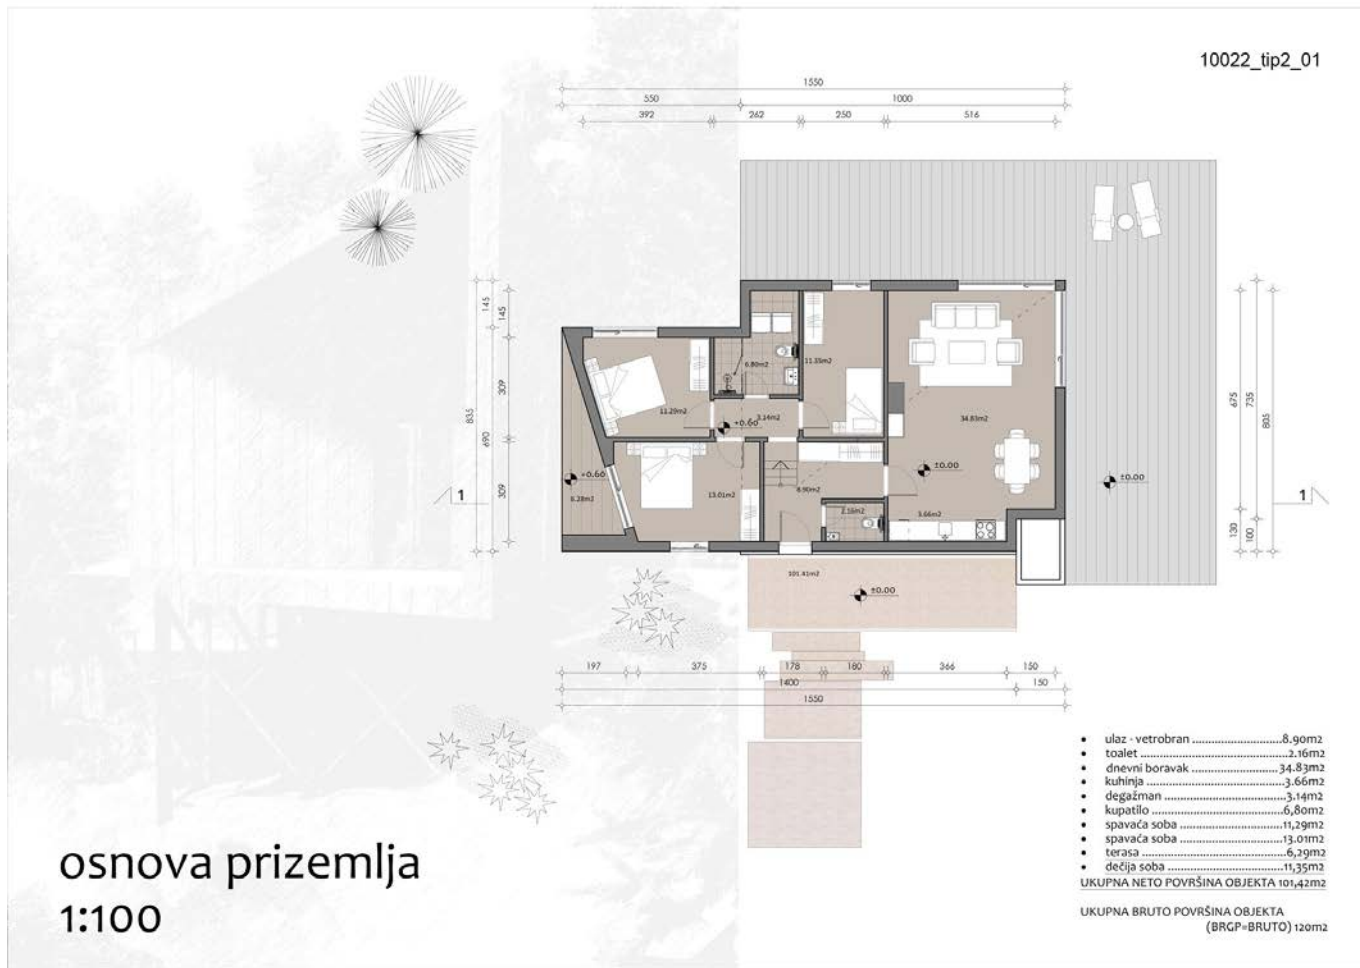 10022_tip2_01
1550
550 1000
392 262 250 516
145 145
309
835 690
309
675 735 805
130 100
6.80m2
11.35m2
11.29m2
3.14m2
+0.60
34.83m2
+0.60
6.28m2
13.01m2
8.90m2
±0.00
±0.00
2.16m2
3.66m2
1 1
101.41m2
±0.00
197 375 178 180 366 150
1400 150
1550
• ulaz - vetrobran ..............................8.90m2
• toalet ..................................................2.16m2
• dnevni boravak .............................34.83m2
• kuhinja ..........................................3.66m2
• degažman .........................................3.14m2
• kupatilo ...........................................6,80m2
• spavaća soba ...................................11,29m2
• spavaća soba ...................................13.01m2
• terasa ................................................6,29m2
• dečija soba .......................................11,35m2
UKUPNA NETO POVRŠINA OBJEKTA 101,42m2
UKUPNA BRUTO POVRŠINA OBJEKTA
(BRGP=BRUTO) 120m2
osnova prizemlja
1:100